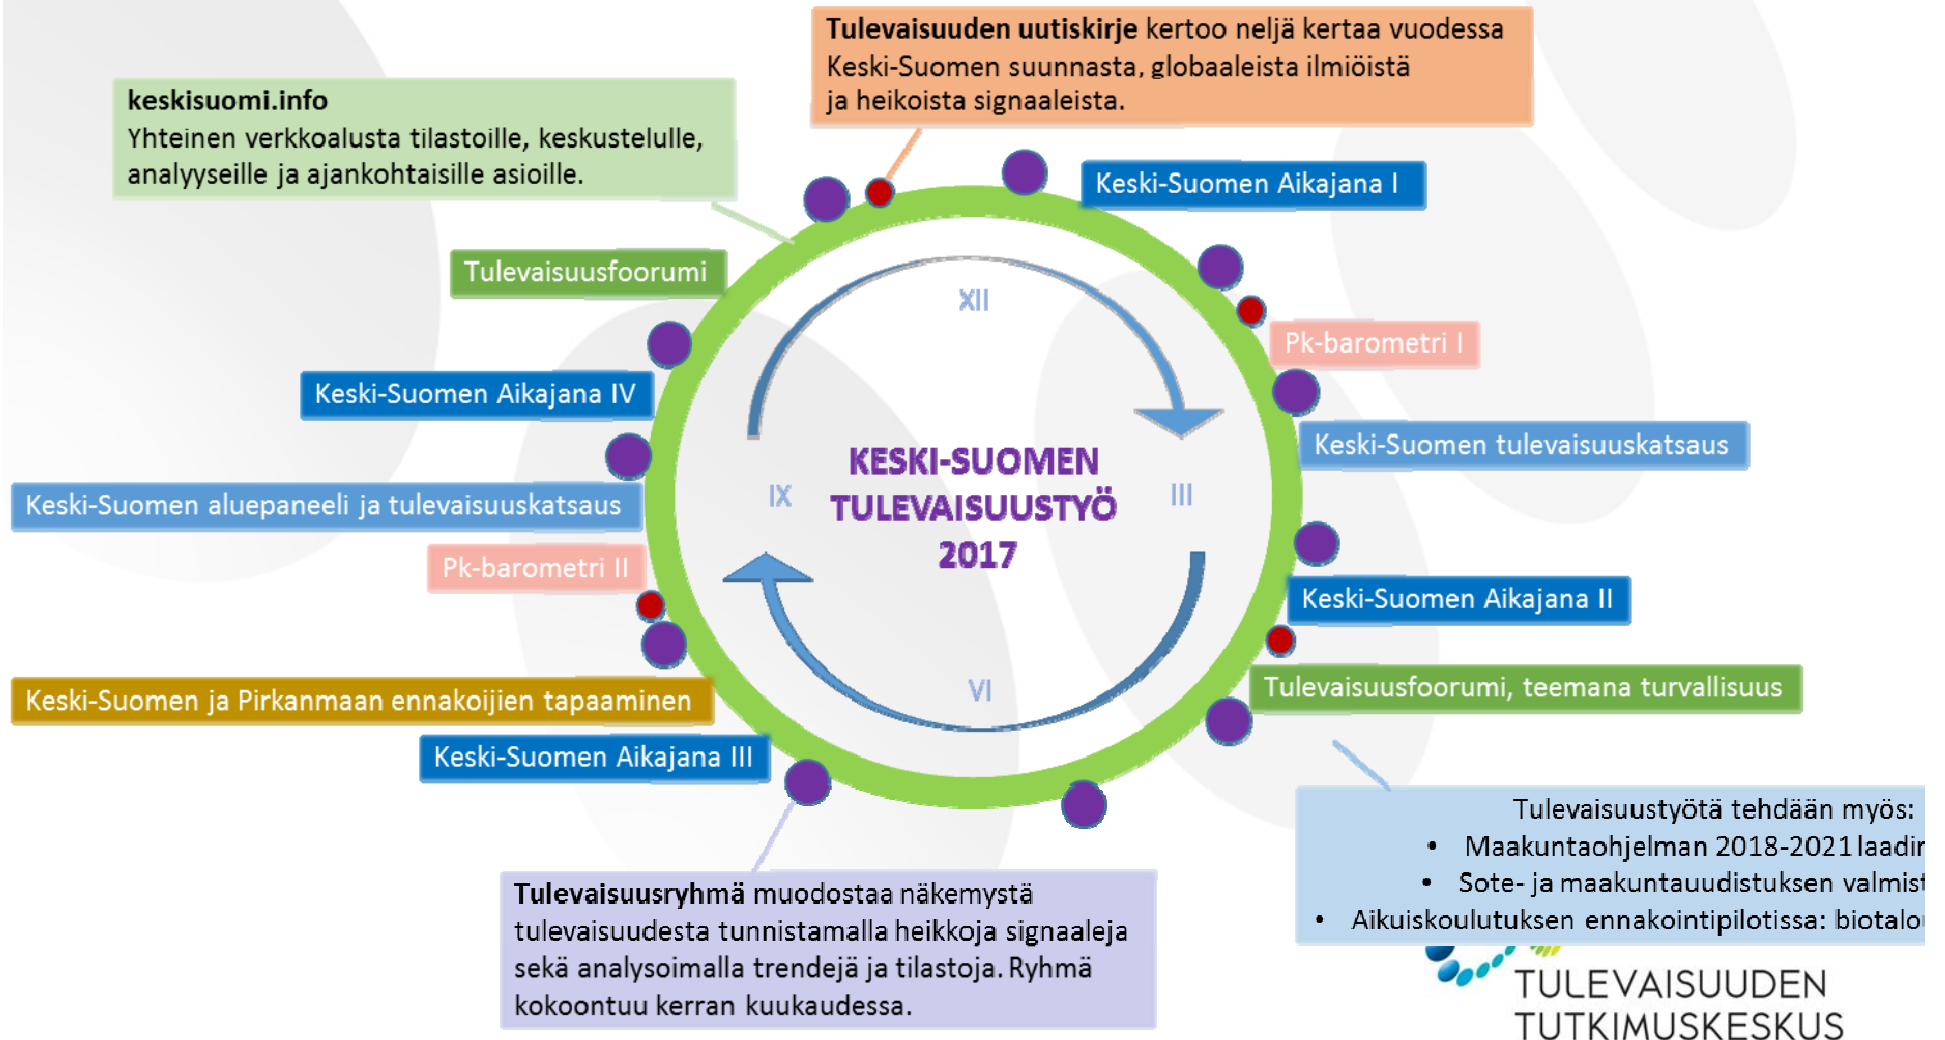 Tulevaisuuden uutiskirje kertoo neljä kertaa vuodessa
Keski-Suomen suunnasta, globaaleista ilmiöistä
ja heikoista signaaleista.
keskisuomi.info
Yhteinen verkkoalusta tilastoille, keskustelulle,
analyyseille ja ajankohtaisille asioille.
Keski-Suomen Aikajana I
Tulevaisuusfoorumi
XII
Pk-barometri I
Keski-Suomen Aikajana IV
Keski-Suomen tulevaisuuskatsaus
KESKI-SUOMEN
TULEVAISUUSTYÖ
2017
IX
III
Keski-Suomen aluepaneeli ja tulevaisuuskatsaus
Pk-barometri II
Keski-Suomen Aikajana II
VI
Tulevaisuusfoorumi, teemana turvallisuus
Keski-Suomen ja Pirkanmaan ennakoijien tapaaminen
Keski-Suomen Aikajana III
Tulevaisuustyötä tehdään myös:
• Maakuntaohjelman 2018-2021 laadin
• Sote- ja maakuntauudistuksen valmist
• Aikuiskoulutuksen ennakointipilotissa: biotalo
Tulevaisuusryhmä muodostaa näkemystä
tulevaisuudesta tunnistamalla heikkoja signaaleja
sekä analysoimalla trendejä ja tilastoja. Ryhmä
kokoontuu kerran kuukaudessa.
TULEVAISUUDEN
TUTKIMUSKESKUS